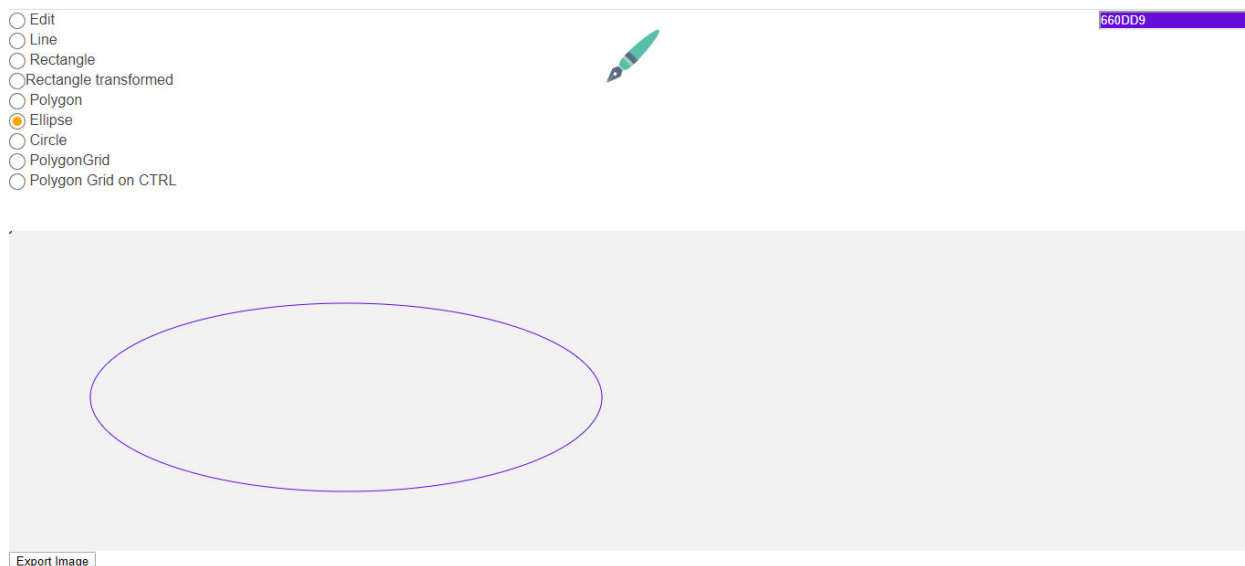 Edit
660DD9
Line
Rectangle
Rectangle transformed
Polygon
Ellipse
Circle
PolygonGrid
Polygon Grid on CTRL
Export Image